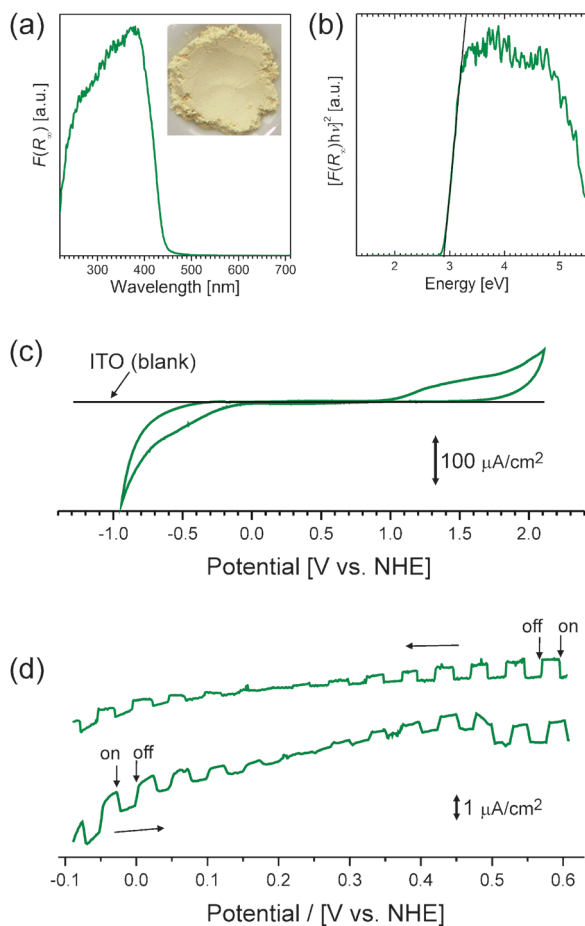 (a)
F(R∞) [a.u.]
300 400 500 600 700
Wavelength [nm]
(b)
[F(R∞)hν]² [a.u.]
2 3 4 5
Energy [eV]
(c)
ITO (blank)
100 μA/cm²
-1.0 -0.5 0.0 0.5 1.0 1.5 2.0
Potential [V vs. NHE]
(d)
off on
on off
1 μA/cm²
-0.1 0.0 0.1 0.2 0.3 0.4 0.5 0.6
Potential / [V vs. NHE]